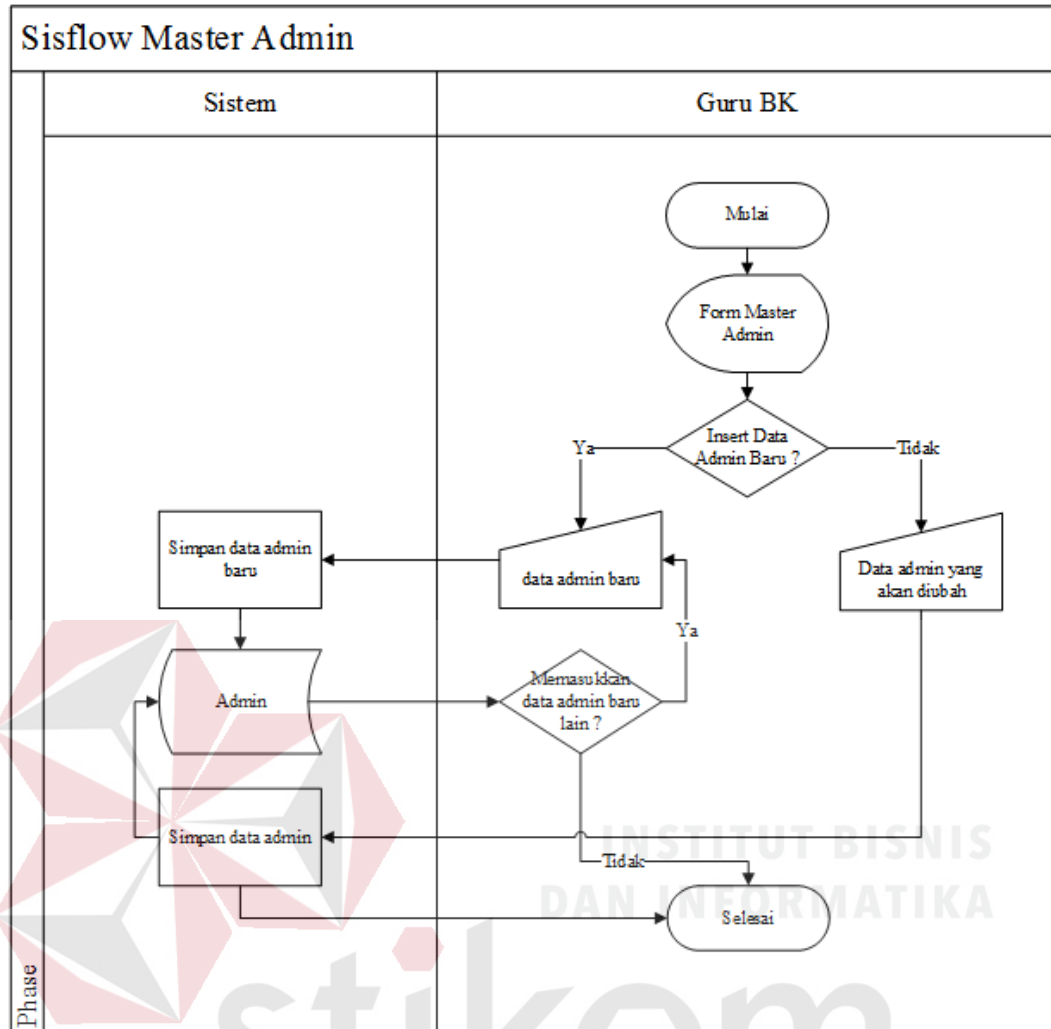 Sisflow Master Admin
Sistem
Guru BK
Mulai
Form Master
Admin
Insert Data
Admin Baru ?
Ya
Tidak
Simpan data admin
baru
data admin baru
Data admin yang
akan diubah
Ya
Admin
Memasukkan
data admin baru
lain ?
Simpan data admin
Tidak
Selesai
INSTITUT BISNIS
DAN INFORMATIKA
stikom
Phase